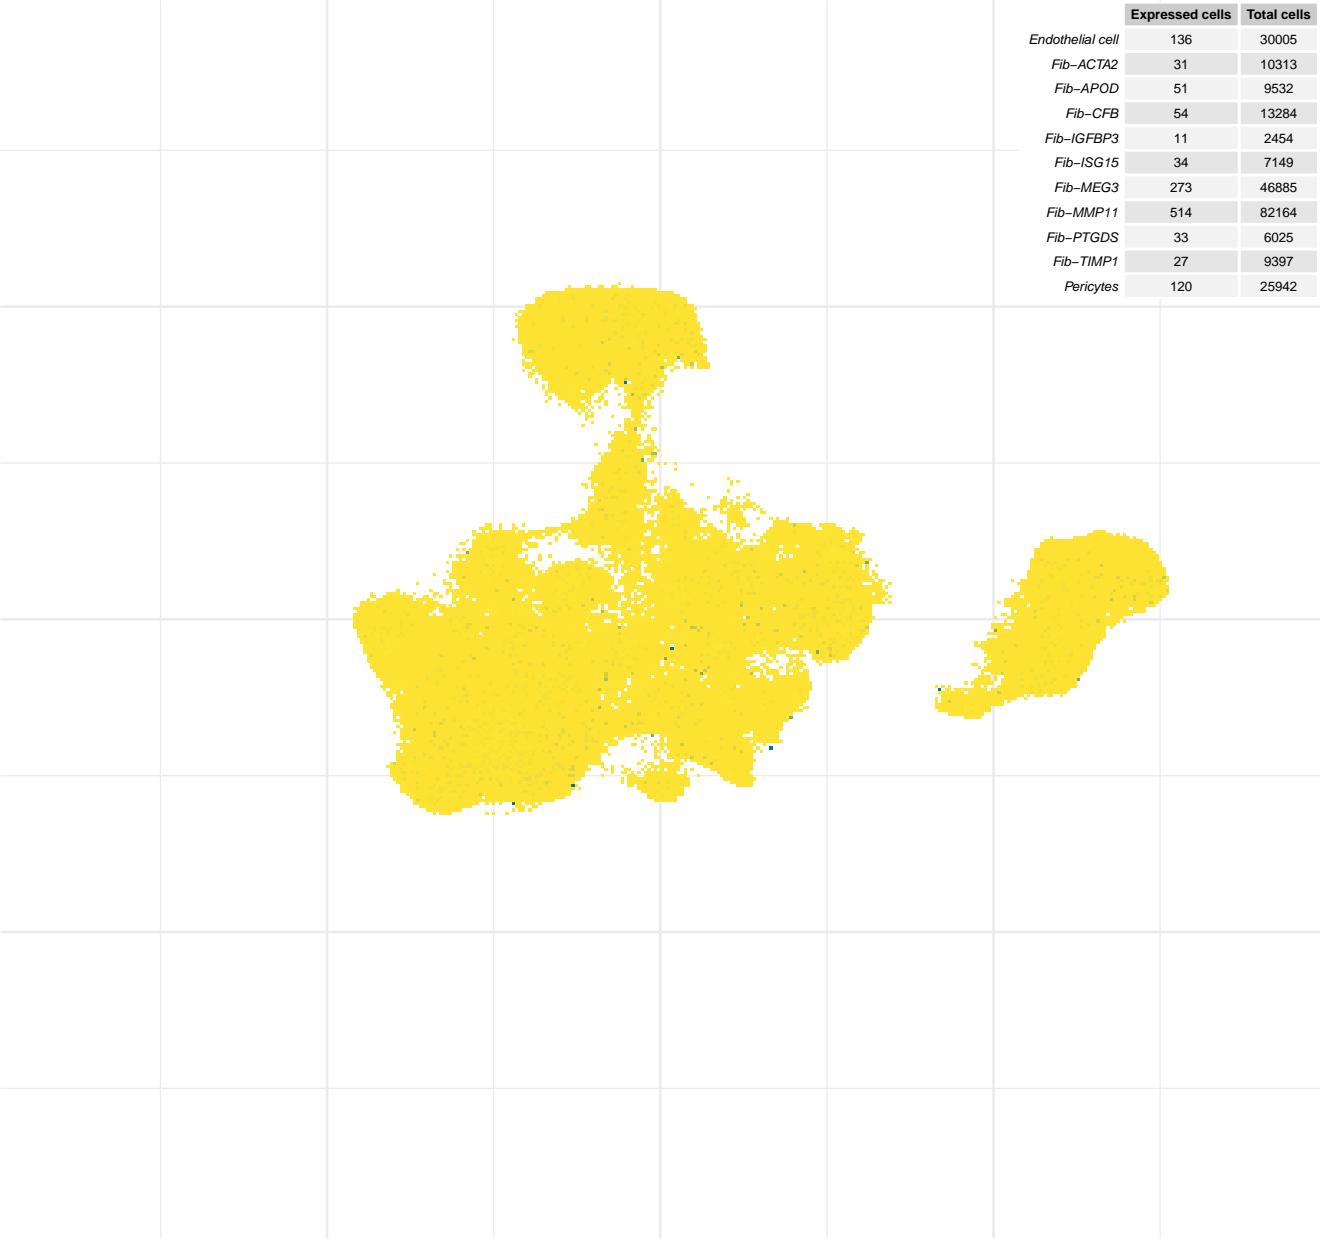 Expressed cells Total cells
Endothelial cell 136 30005
Fib−ACTA2 31 10313
Fib−APOD 51 9532
Fib−CFB 54 13284
Fib−IGFBP3 11 2454
Fib−ISG15 34 7149
Fib−MEG3 273 46885
Fib−MMP11 514 82164
Fib−PTGDS 33 6025
Fib−TIMP1 27 9397
Pericytes 120 25942